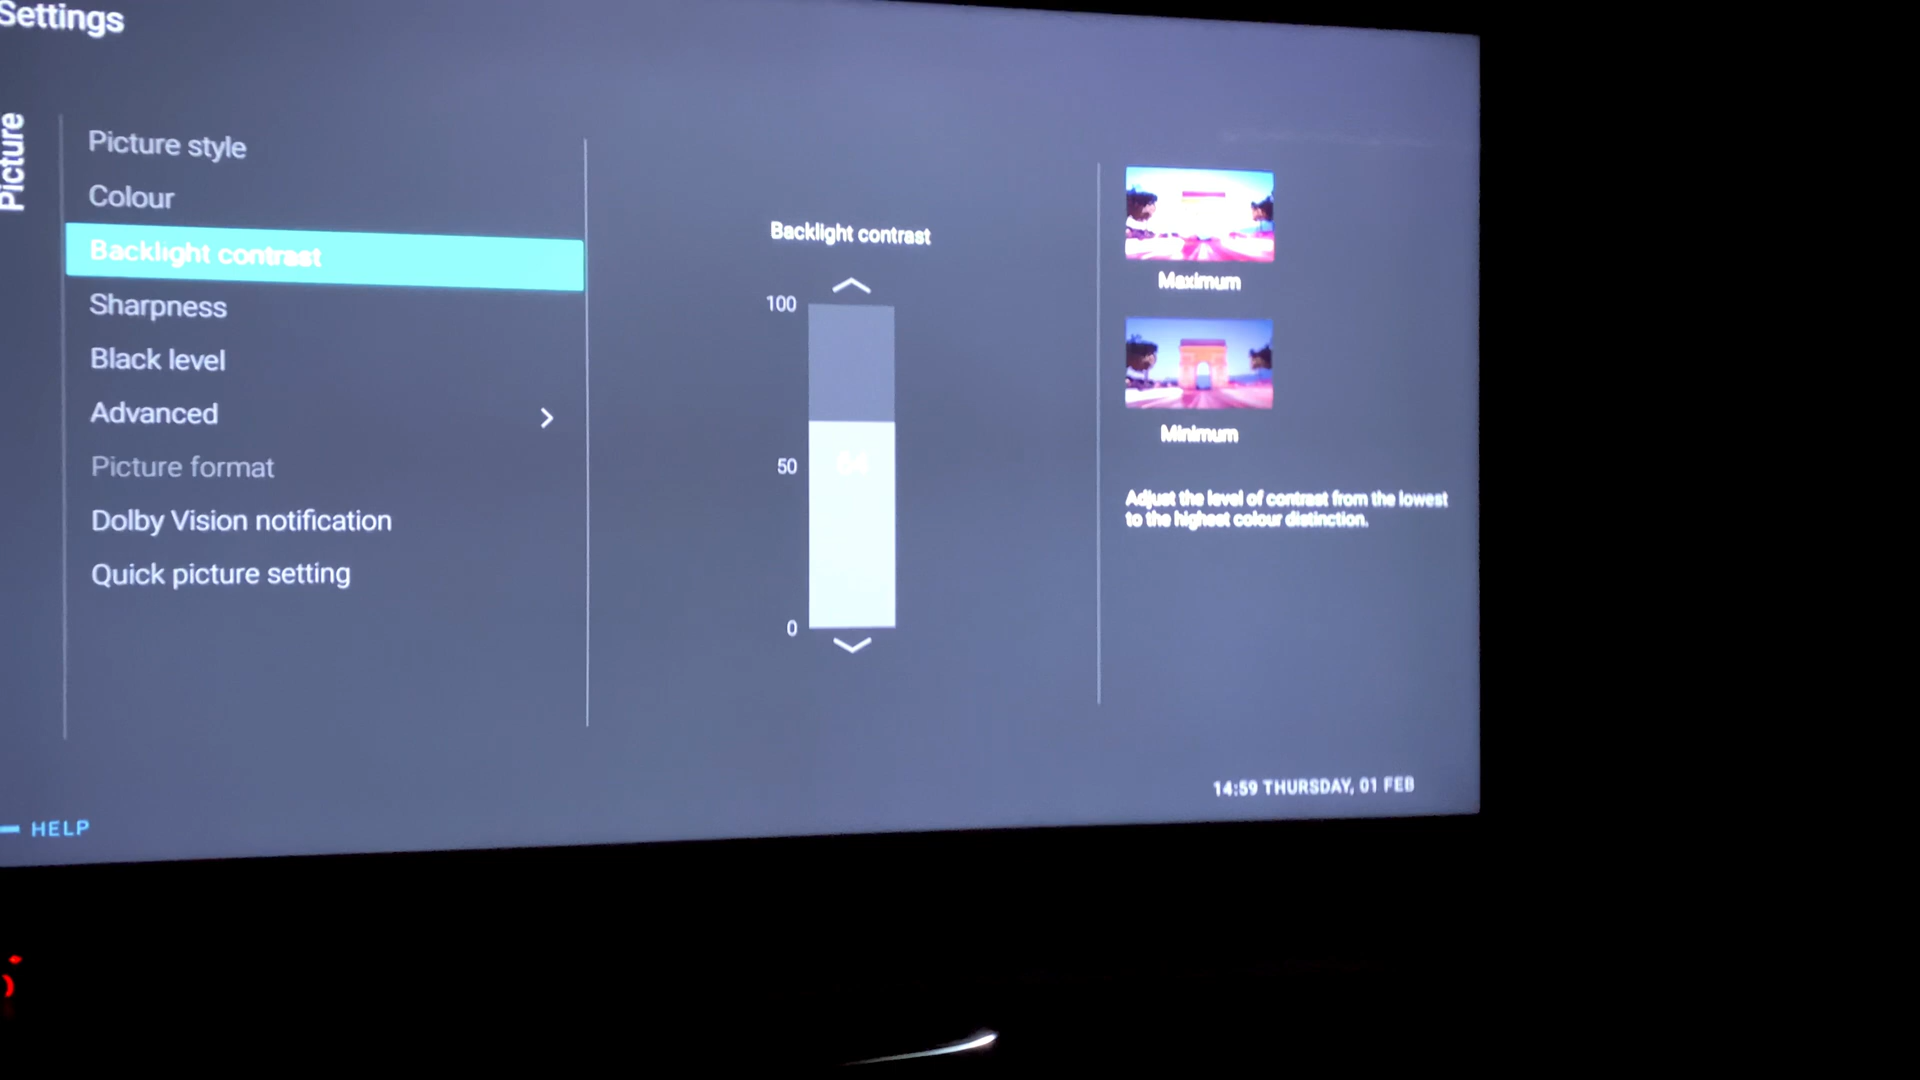 Settings
Picture
Picture style
Colour
Backlight contrast
Sharpness
Black level
Advanced
Picture format
Dolby Vision notification
Quick picture setting
Backlight contrast
100
50
64
0
Maximum
Minimum
Adjust the level of contrast from the lowest
to the highest colour distinction.
14:59 THURSDAY, 01 FEB
HELP